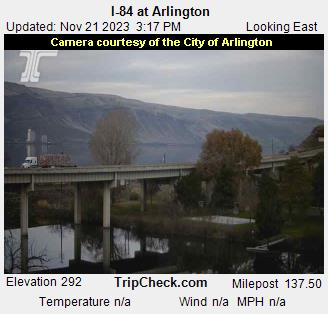 I-84 at Arlington
Updated: Nov 21 2023 3:17 PM Looking East
Camera courtesy of the City of Arlington
Elevation 292 TripCheck.com Milepost 137.50
Temperature n/a Wind n/a MPH n/a